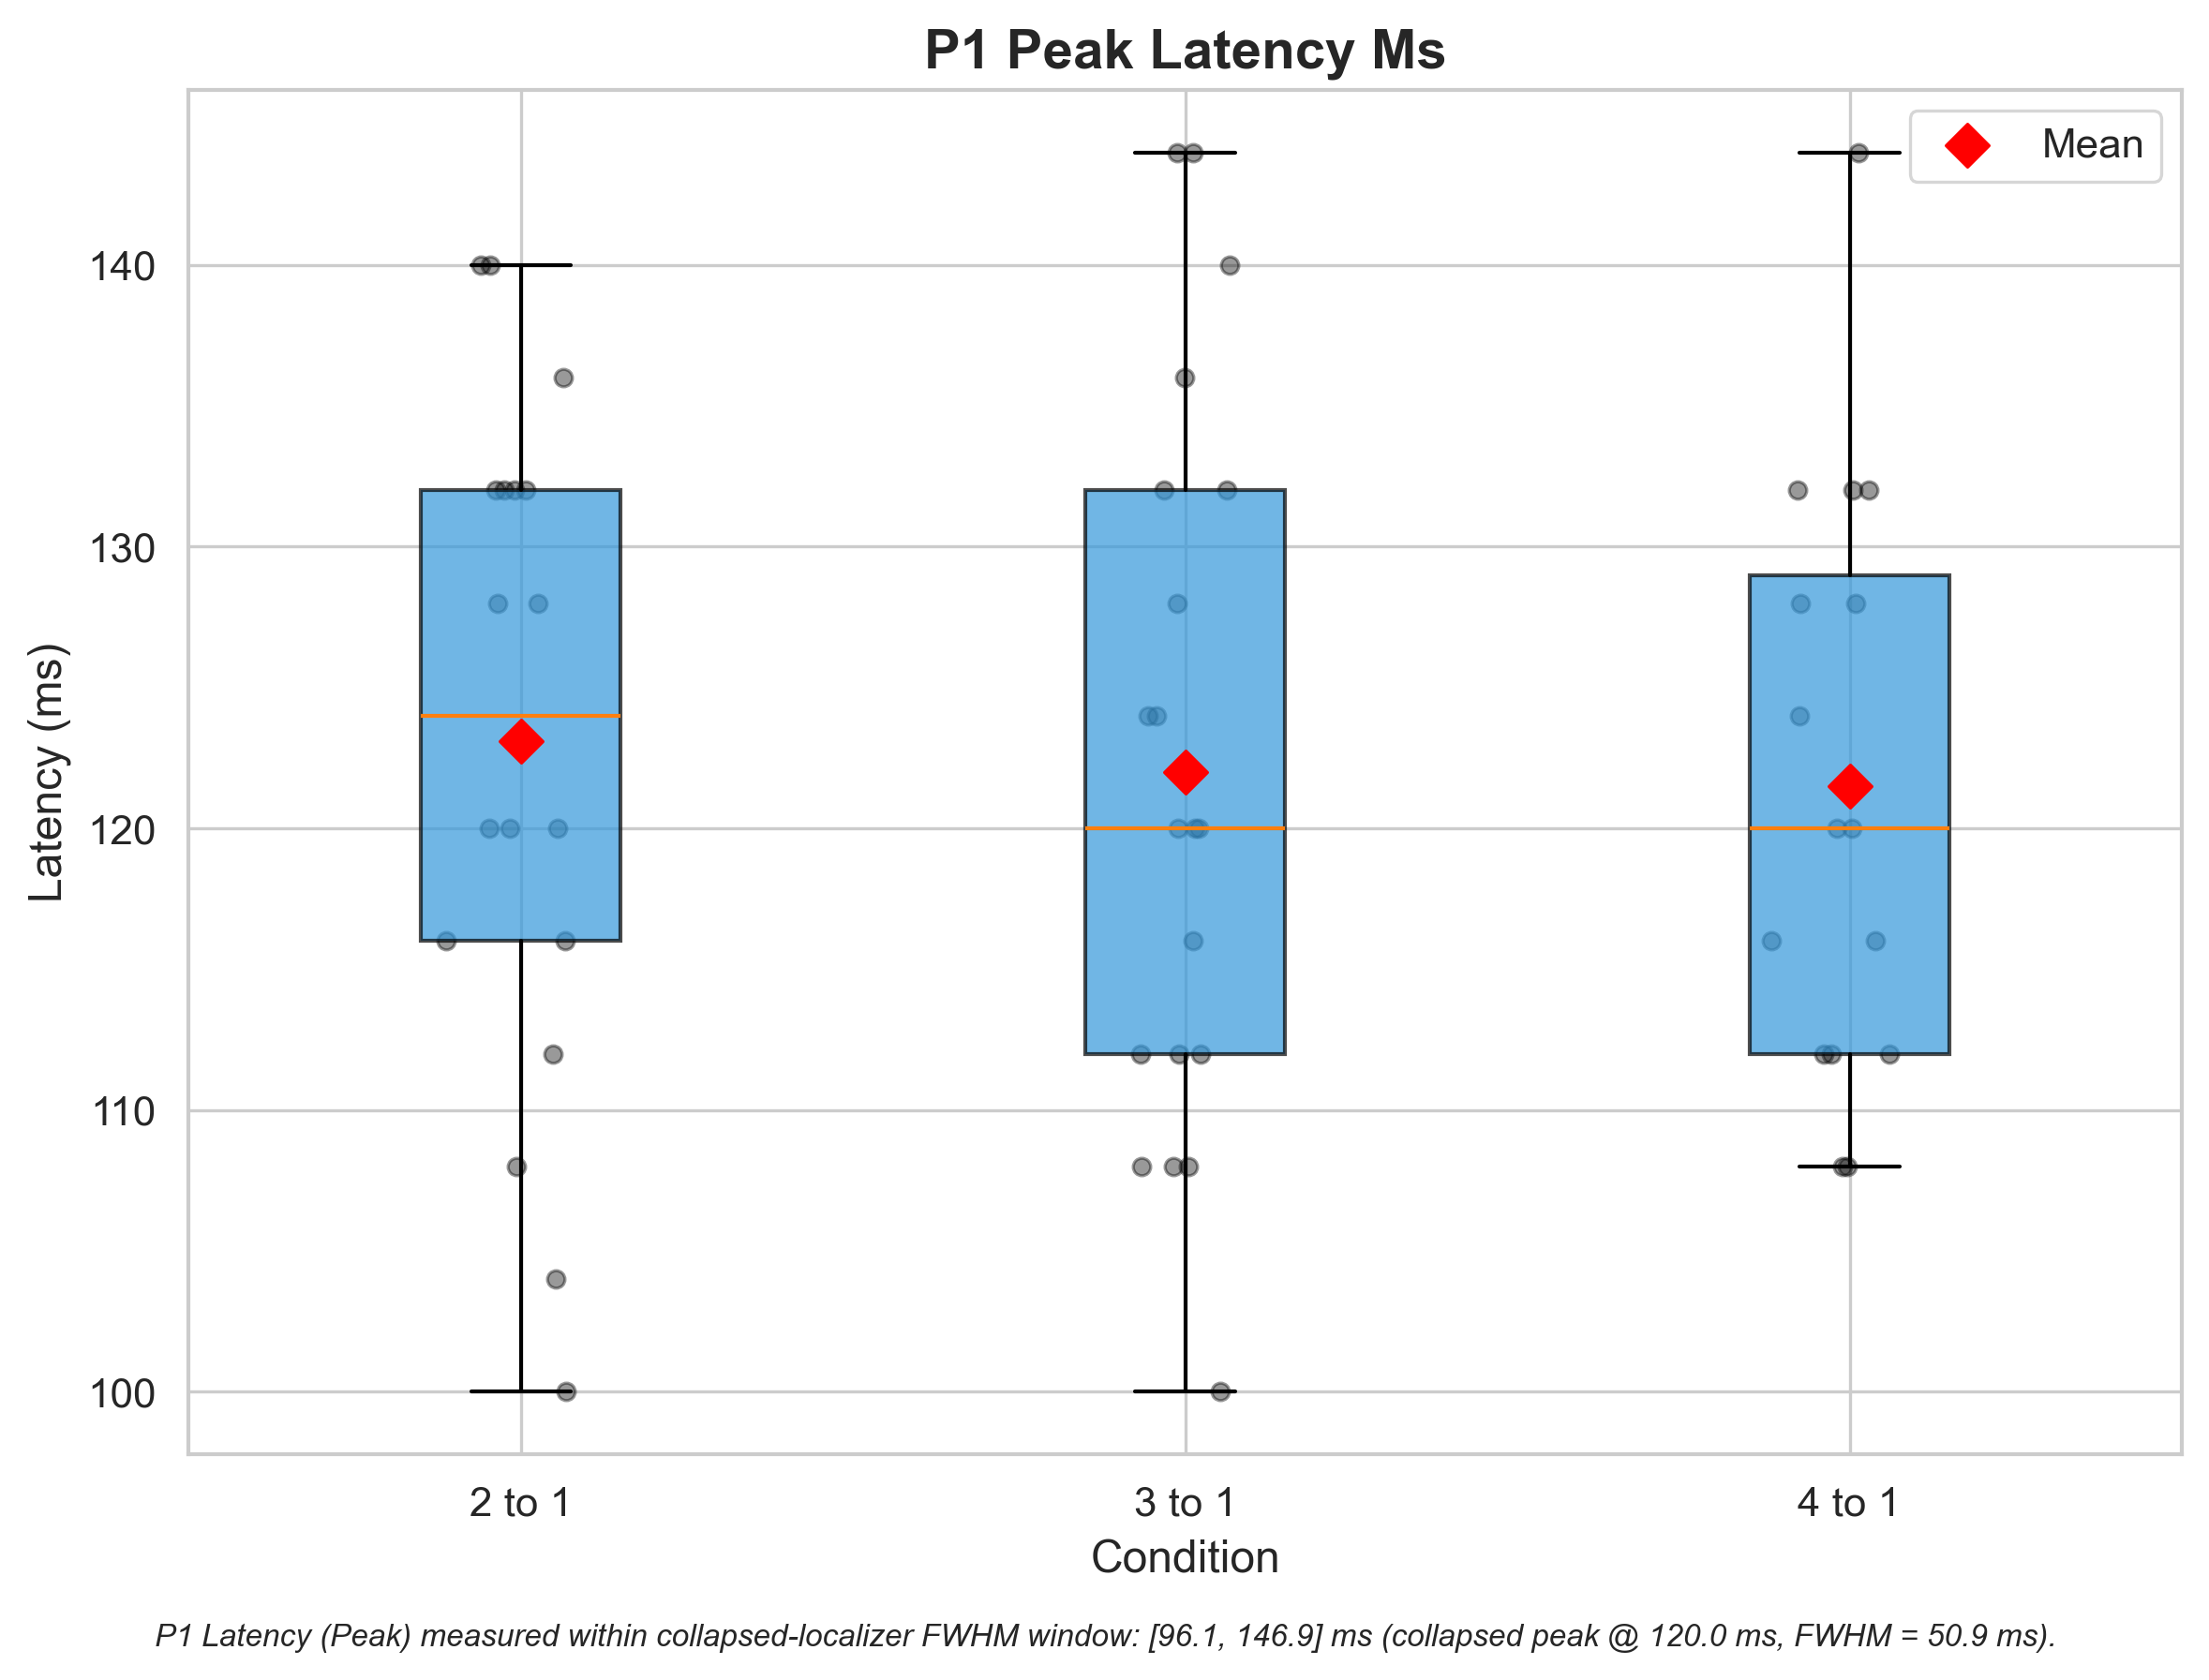 P1 Peak Latency Ms
Mean
140
130
120
110
100
Latency (ms)
2 to 1
3 to 1
4 to 1
Condition
P1 Latency (Peak) measured within collapsed-localizer FWHM window: [96.1, 146.9] ms (collapsed peak @ 120.0 ms, FWHM = 50.9 ms).